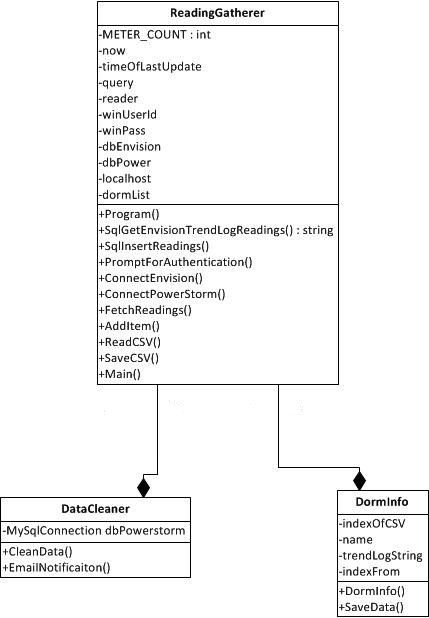 ReadingGatherer
-METER_COUNT : int
-now
-timeOfLastUpdate
-query
-reader
-winUserId
-winPass
-dbEnvision
-dbPower
-localhost
-dormList
+Program()
+SqlGetEnvisionTrendLogReadings() : string
+SqlInsertReadings()
+PromptForAuthentication()
+ConnectEnvision()
+ConnectPowerStorm()
+FetchReadings()
+AddItem()
+ReadCSV()
+SaveCSV()
+Main()
DataCleaner
-MySqlConnection dbPowerstorm
+CleanData()
+EmailNotificaiton()
DormInfo
-indexOfCSV
-name
-trendLogString
-indexFrom
+DormInfo()
+SaveData()